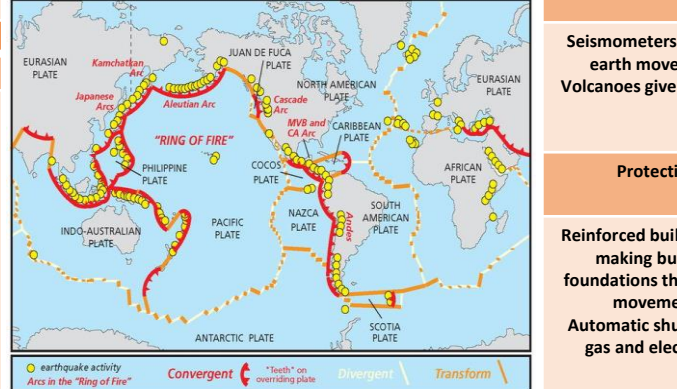 EURASIAN
PLATE
Kamchatkan
Arc
Japanese
Arcs
Aleutian Arc
JUAN DE FUCA
PLATE
NORTH AMERICAN
PLATE
Cascade
Arc
MVB and
CA Arc
CARIBBEAN
PLATE
EURASIAN
PLATE
"RING OF FIRE"
PHILIPPINE
PLATE
COCOS
PLATE
AFRICAN
PLATE
INDO-AUSTRALIAN
PLATE
PACIFIC
PLATE
NAZCA
PLATE
Andes
SOUTH
AMERICAN
PLATE
SCOTIA
PLATE
ANTARCTIC PLATE
earthquake activity
Arcs in the "Ring of Fire"
Convergent
"Teeth" on
overriding plate
Divergent
Transform
Seismometers
earth move
Volcanoes give
Protecti
Reinforced buil
making bu
foundations th
moveme
Automatic shu
gas and elec